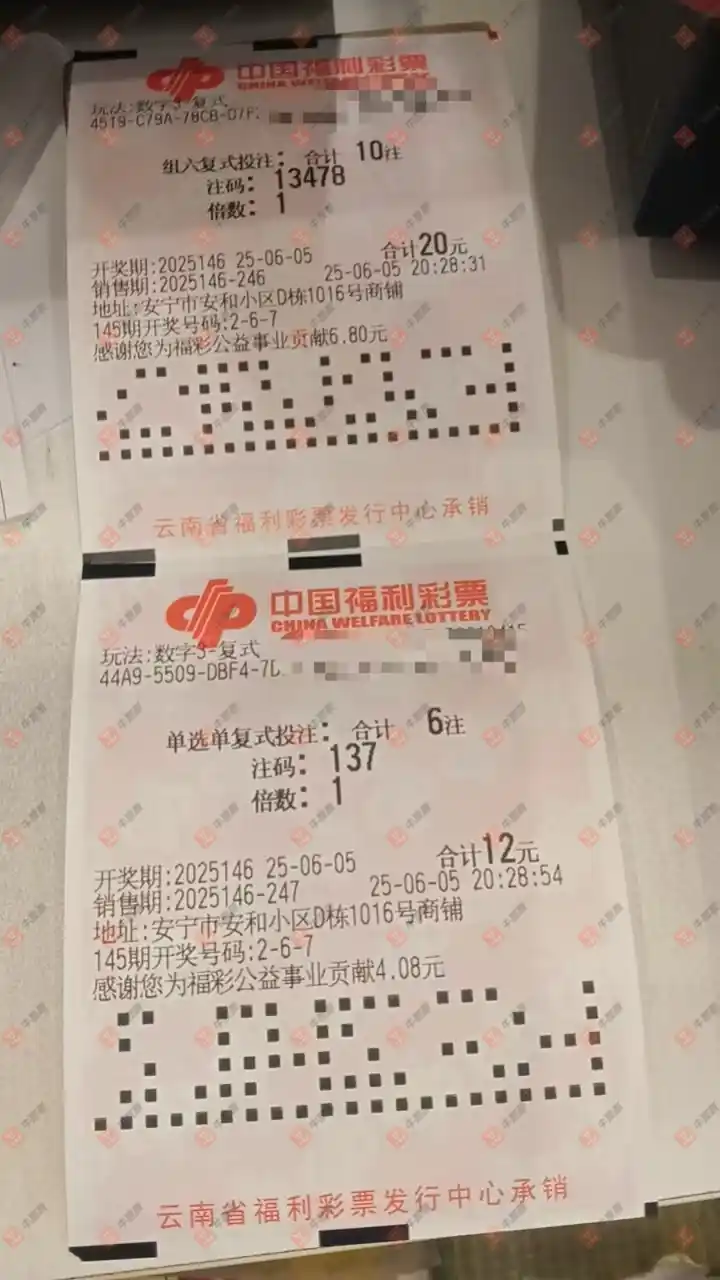 中国福利彩票
CHINA WELFARE LOTTERY
玩法:数字3-复式
4519-C79A-78CB-D7F
组六复式投注: 合计 10注
注码: 13478
倍数: 1
合计20元
开奖期:2025146 25-06-05
销售期:2025146-246 25-06-05 20:28:31
地址:安宁市安和小区D栋1016号商铺
145期开奖号码:2-6-7
感谢您为福彩公益事业贡献6.80元
云南省福利彩票发行中心承销
中国福利彩票
CHINA WELFARE LOTTERY
玩法:数字3-复式
44A9-5509-DBF4-7
单选单复式投注: 合计 6注
注码: 137
倍数: 1
合计12元
开奖期:2025146 25-06-05
销售期:2025146-247 25-06-05 20:28:54
地址:安宁市安和小区D栋1016号商铺
145期开奖号码:2-6-7
感谢您为福彩公益事业贡献4.08元
云南省福利彩票发行中心承销